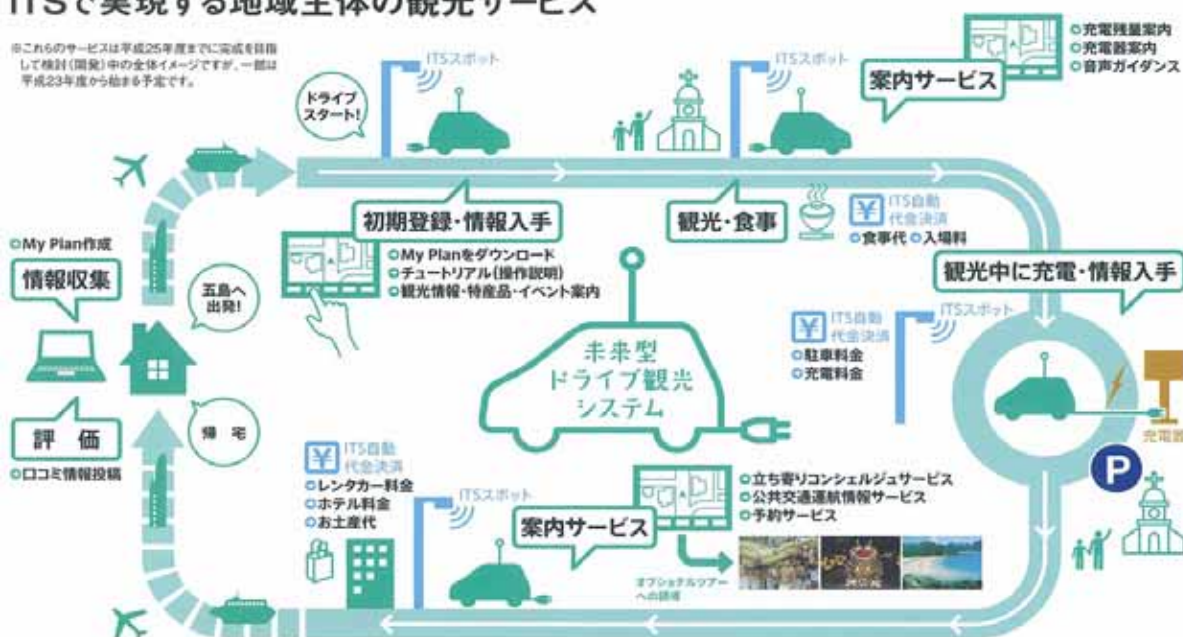 ITSで実現する地域主体の観光サービス
※これらのサービスは平成25年度までに完成を目指
して検討(開発)中の全体イメージですが、一部は
平成23年度から始まる予定です。
ドライブ
スタート!
ITSスポット
ITSスポット
案内サービス
充電残量案内
充電器案内
音声ガイダンス
初期登録・情報入手
My Planをダウンロード
チュートリアル(操作説明)
観光情報・特産品・イベント案内
観光・食事
¥
ITS自動
代金決済
食事代 入場料
My Plan作成
情報収集
五島へ
出発!
観光中に充電・情報入手
¥
ITS自動
代金決済
駐車料金
充電料金
ITSスポット
充電器
P
未来型
ドライブ観光
システム
評 価
口コミ情報投稿
帰 宅
¥
ITS自動
代金決済
レンタカー料金
ホテル料金
お土産代
ITSスポット
案内サービス
立ち寄りコンシェルジュサービス
公共交通運航情報サービス
予約サービス
オプショナルツアー
への誘導